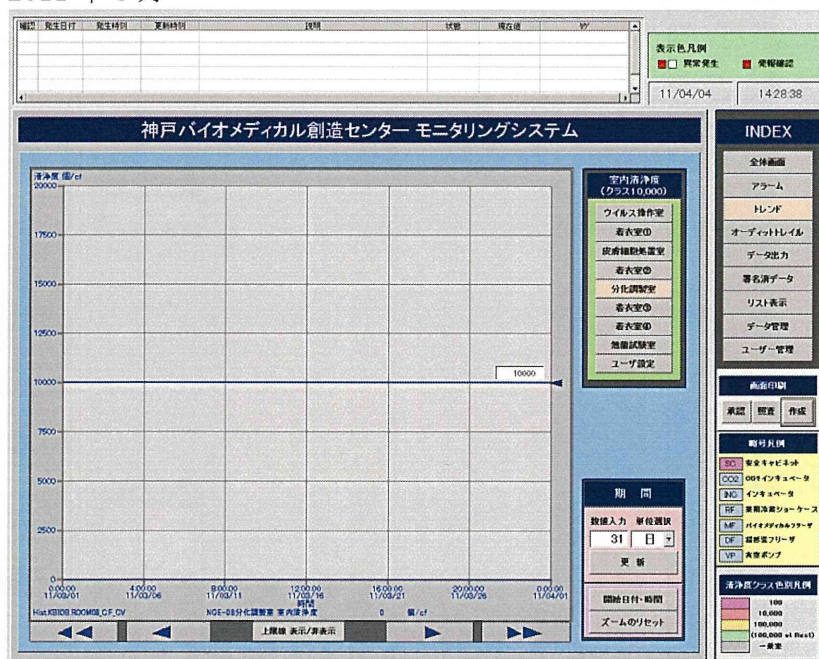 確認 発生日付 発生時刻 更新時刻 説明 状態 現在値
表示色凡例
異常発生 発報確認
11/04/04 14:28:38
神戸バイオメディカル創造センター モニタリングシステム
清浄度 個/cf
20000
17500
15000
12500
10000
7500
5000
2500
0
10000
0:00:00 4:00:00 8:00:00 12:00:00 16:00:00 20:00:00 0:00:00
11/03/01 11/03/06 11/03/11 11/03/16 11/03/21 11/03/26 11/04/01
時間
Hist.KB108.ROOM08_C.F_CV NGE-08分化調製室 室内清浄度 0 個/cf
上限線 表示/非表示
室内清浄度
(クラス10,000)
ウイルス操作室
着衣室①
皮膚細胞処置室
着衣室②
分化調製室
着衣室③
着衣室④
無菌試験室
ユーザ設定
期 間
数値入力 単位選択
31 日
更 新
開始日付・時間
ズームのリセット
INDEX
全体画面
アラーム
トレンド
オーディットトレイル
データ出力
署名済データ
リスト表示
データ管理
ユーザー管理
画面印刷
承認 照査 作成
略号凡例
SC 安全キャビネット
CO2 CO2インキュベータ
INC インキュベータ
RF 薬用冷蔵ショーケース
MF バイオメディカルフリーザ
DF 超低温フリーザ
VP 真空ポンプ
清浄度クラス色別凡例
100
10,000
100,000
(100,000 at Rest)
一般室